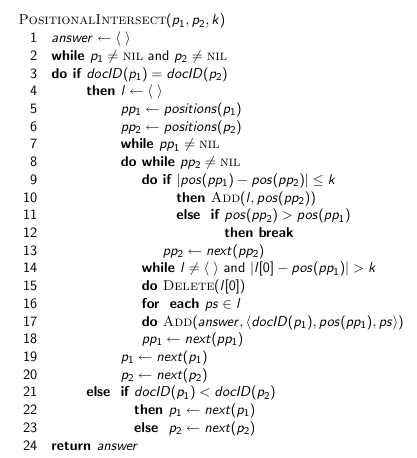 POSITIONALINTERSECT(p1, p2, k)
1 answer ← ⟨ ⟩
2 while p1 ≠ NIL and p2 ≠ NIL
3 do if docID(p1) = docID(p2)
4 then l ← ⟨ ⟩
5 pp1 ← positions(p1)
6 pp2 ← positions(p2)
7 while pp1 ≠ NIL
8 do while pp2 ≠ NIL
9 do if |pos(pp1) − pos(pp2)| ≤ k
10 then ADD(l, pos(pp2))
11 else if pos(pp2) > pos(pp1)
12 then break
13 pp2 ← next(pp2)
14 while l ≠ ⟨ ⟩ and |l[0] − pos(pp1)| > k
15 do DELETE(l[0])
16 for each ps ∈ l
17 do ADD(answer, ⟨docID(p1), pos(pp1), ps⟩)
18 pp1 ← next(pp1)
19 p1 ← next(p1)
20 p2 ← next(p2)
21 else if docID(p1) < docID(p2)
22 then p1 ← next(p1)
23 else p2 ← next(p2)
24 return answer